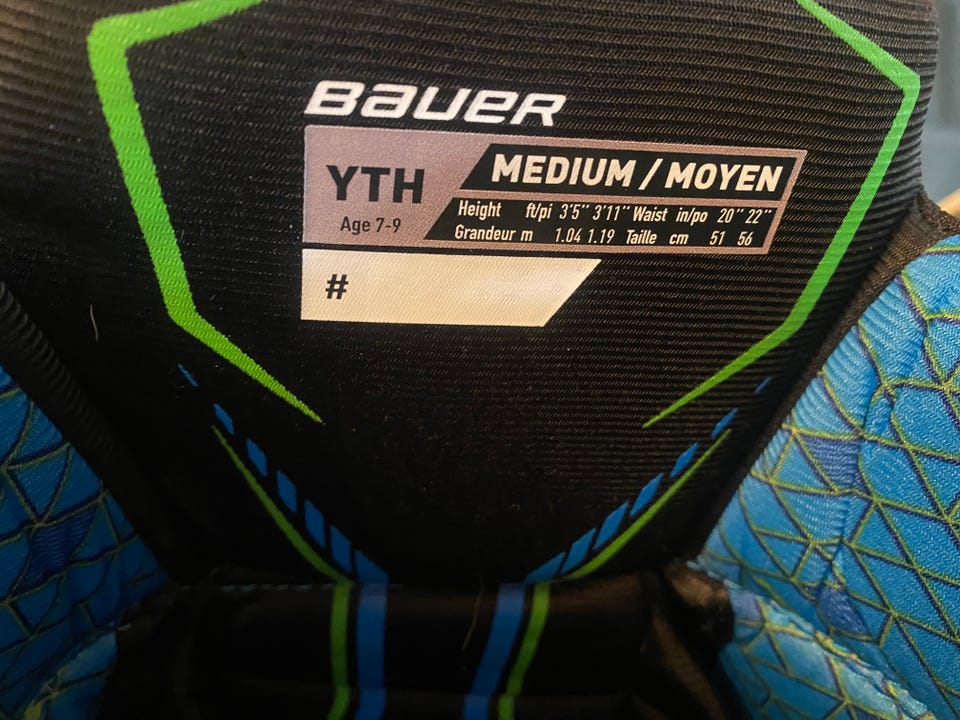 BAUER
YTH MEDIUM / MOYEN
Age 7-9
Height ft/pi 3'5" 3'11" Waist in/po 20" 22"
Grandeur m 1.04 1.19 Taille cm 51 56
#